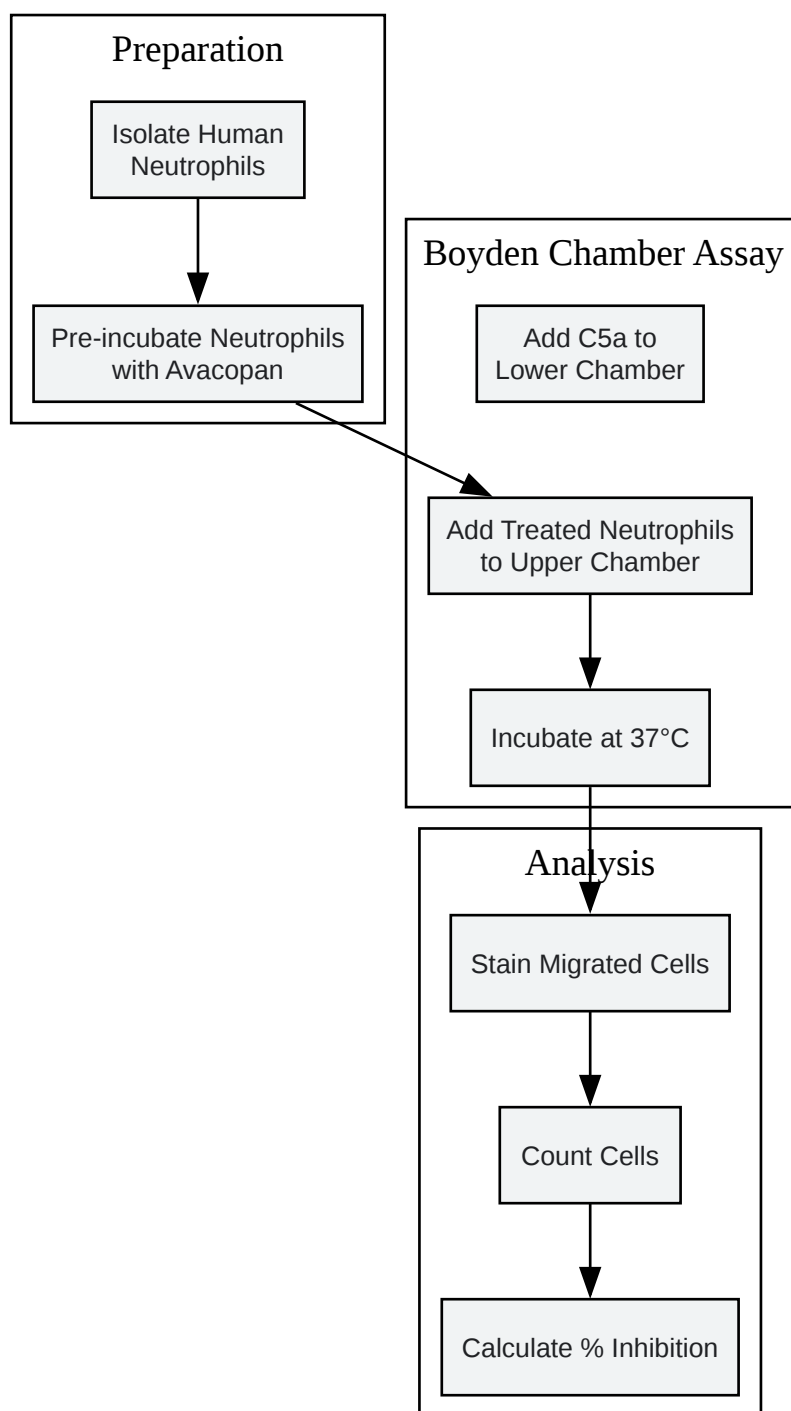 Preparation
Isolate Human
Neutrophils
Pre-incubate Neutrophils
with Avacopan
Boyden Chamber Assay
Add C5a to
Lower Chamber
Add Treated Neutrophils
to Upper Chamber
Incubate at 37°C
Analysis
Stain Migrated Cells
Count Cells
Calculate % Inhibition